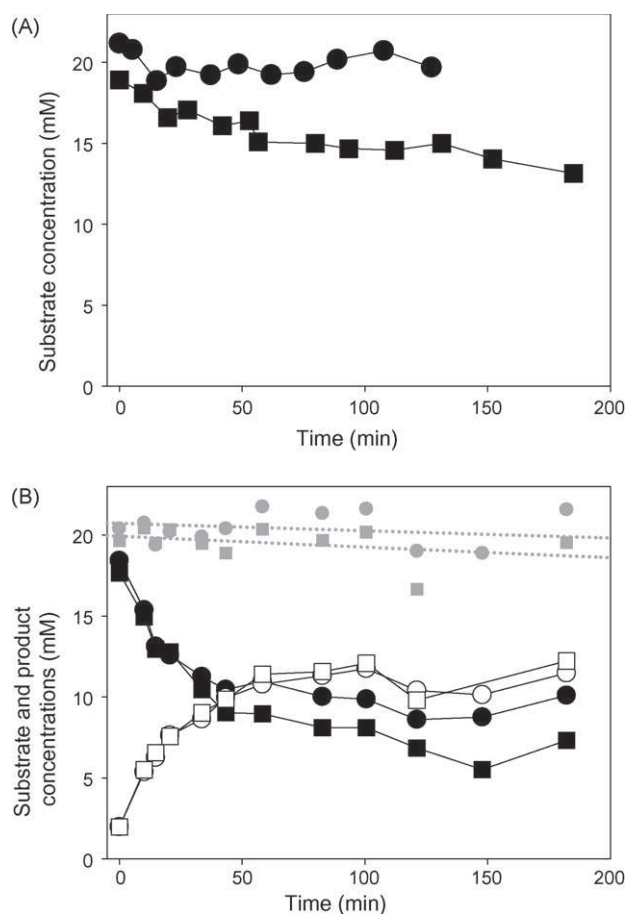 (A)
20
15
10
5
0
Substrate concentration (mM)
0 50 100 150 200
Time (min)
(B)
20
15
10
5
0
Substrate and product
concentrations (mM)
0 50 100 150 200
Time (min)